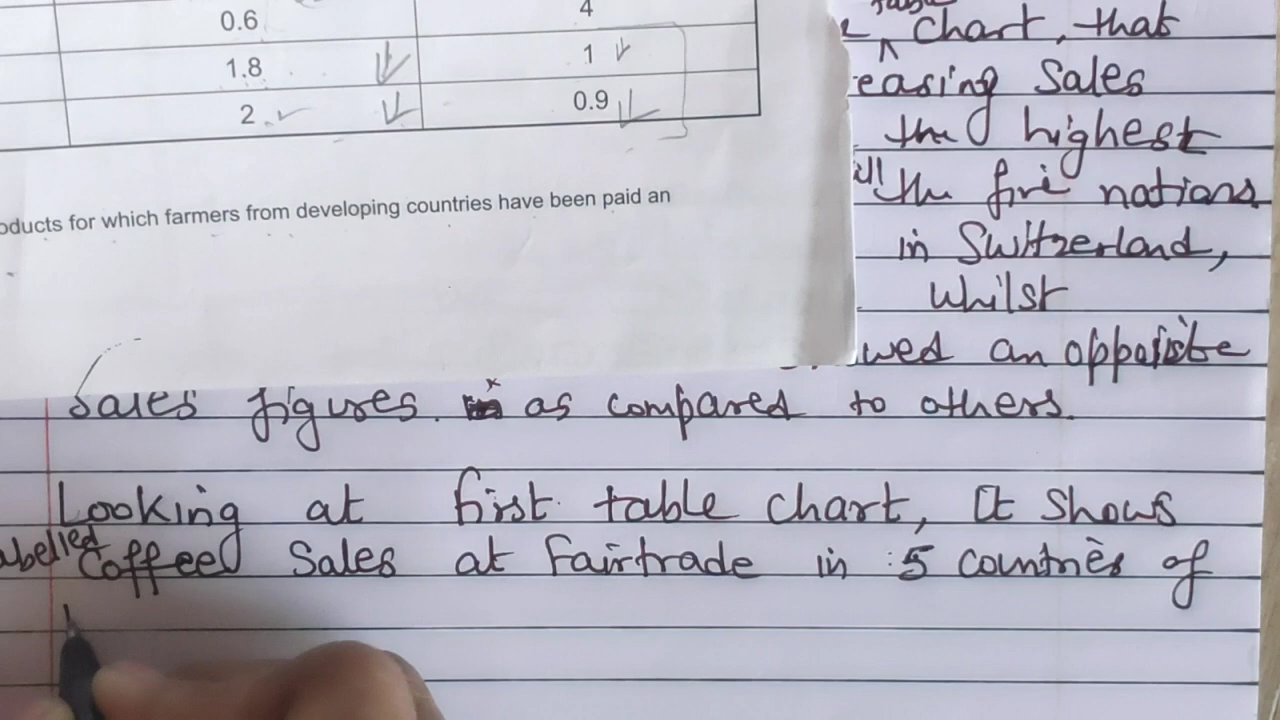 0.6 4
1.8 1
2 0.9
oducts for which farmers from developing countries have been paid an
chart, that
easing Sales
the highest
the five nations
in Switzerland,
whilst
wed an opposite
Sales figures. as compared to others.
Looking at first table chart, It shows
abelled Coffee Sales at Fairtrade in 5 countries of